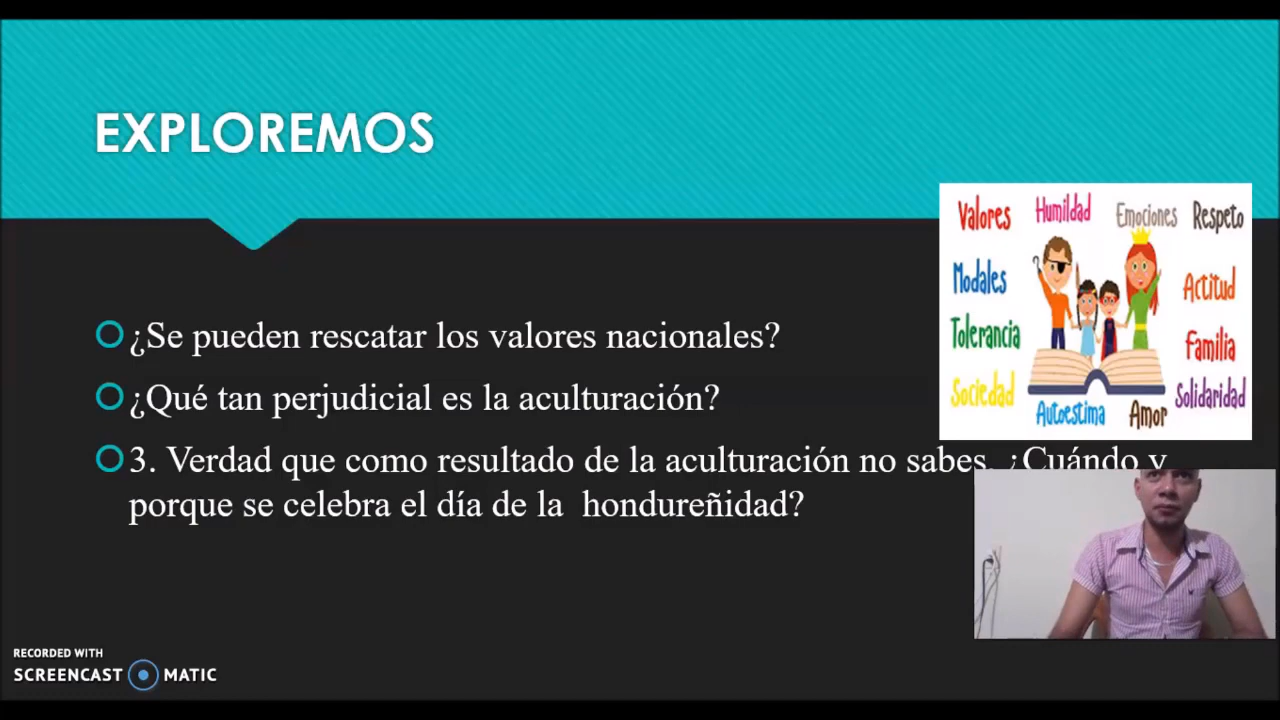 EXPLOREMOS
Valores Humildad Emociones Respeto
Modales Actitud
Tolerancia Familia
Sociedad Autoestima Amor Solidaridad
¿Se pueden rescatar los valores nacionales?
¿Qué tan perjudicial es la aculturación?
3. Verdad que como resultado de la aculturación no sabes. ¿Cuándo y
porque se celebra el día de la hondureñidad?
RECORDED WITH
SCREENCAST MATIC